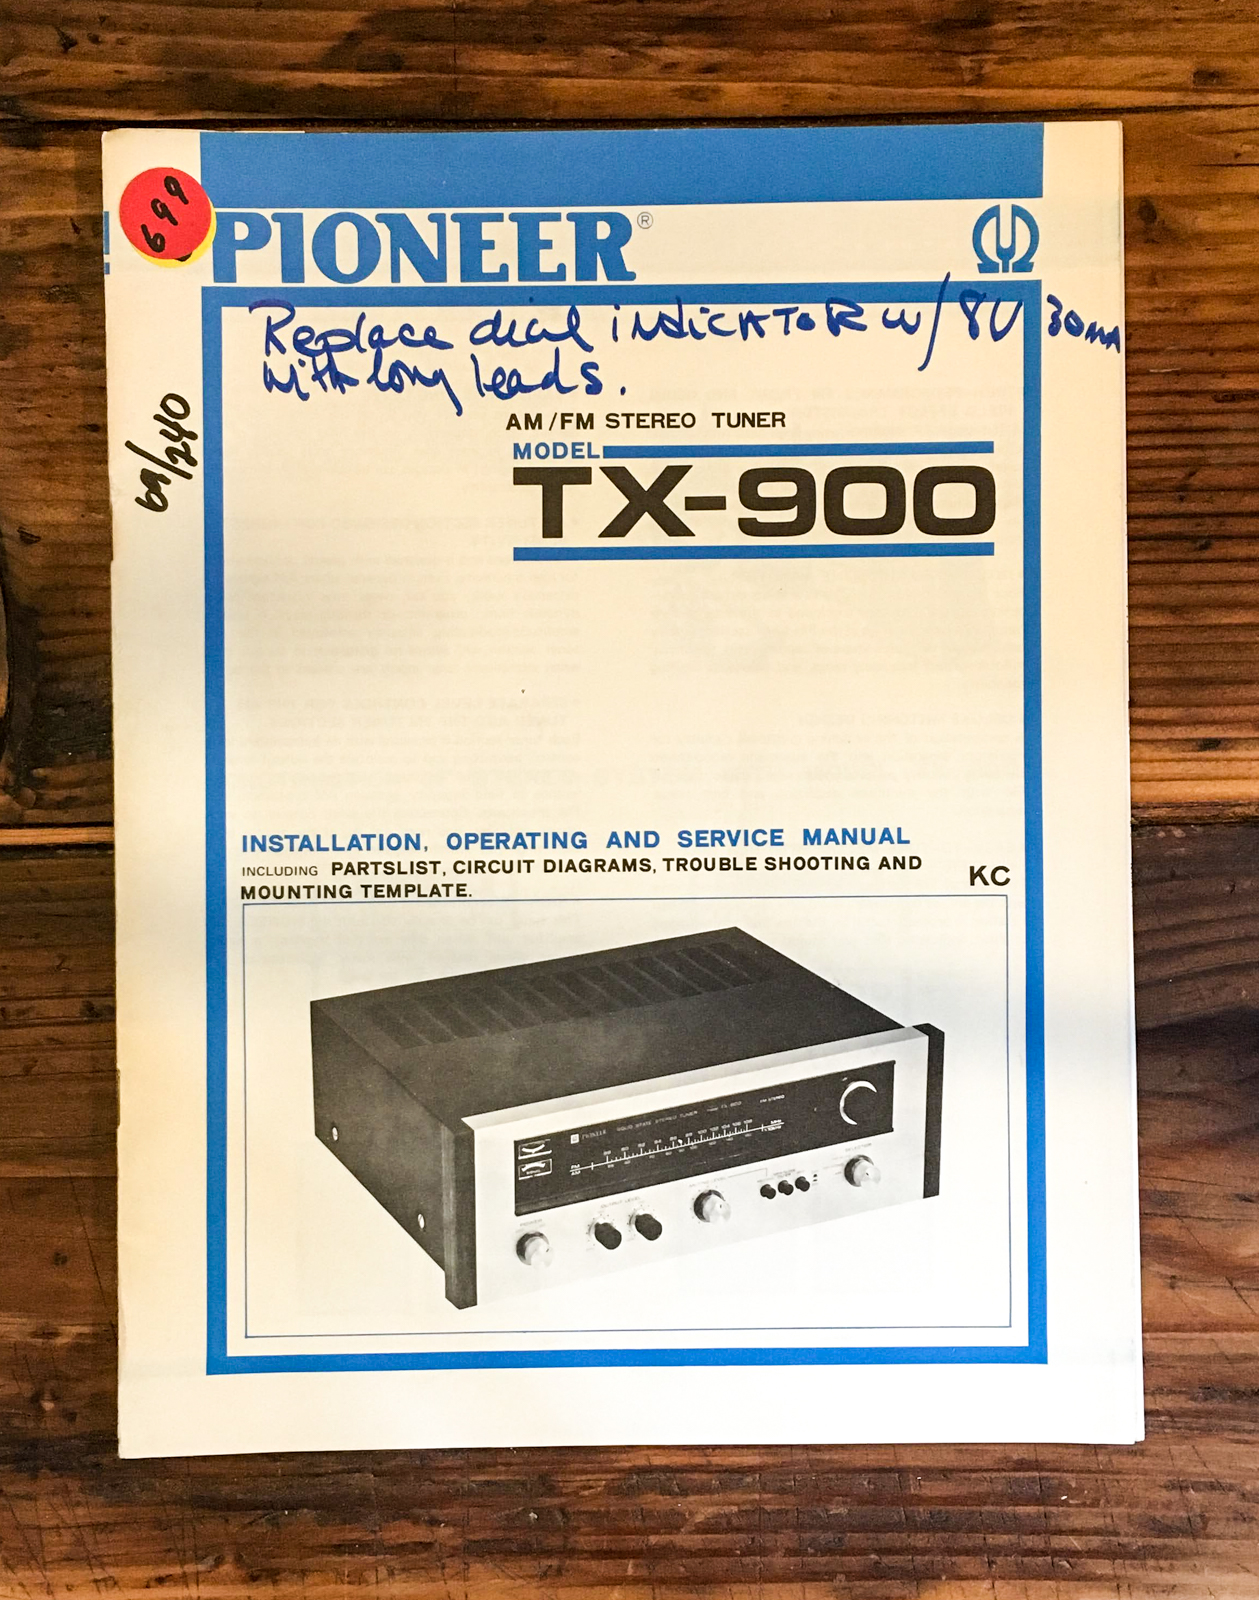 699
PIONEER®
Replace dial indicator w/ 8V 30ma
with long leads.
69/240
AM/FM STEREO TUNER
MODEL
TX-900
INSTALLATION, OPERATING AND SERVICE MANUAL
INCLUDING PARTSLIST, CIRCUIT DIAGRAMS, TROUBLE SHOOTING AND
MOUNTING TEMPLATE.
KC